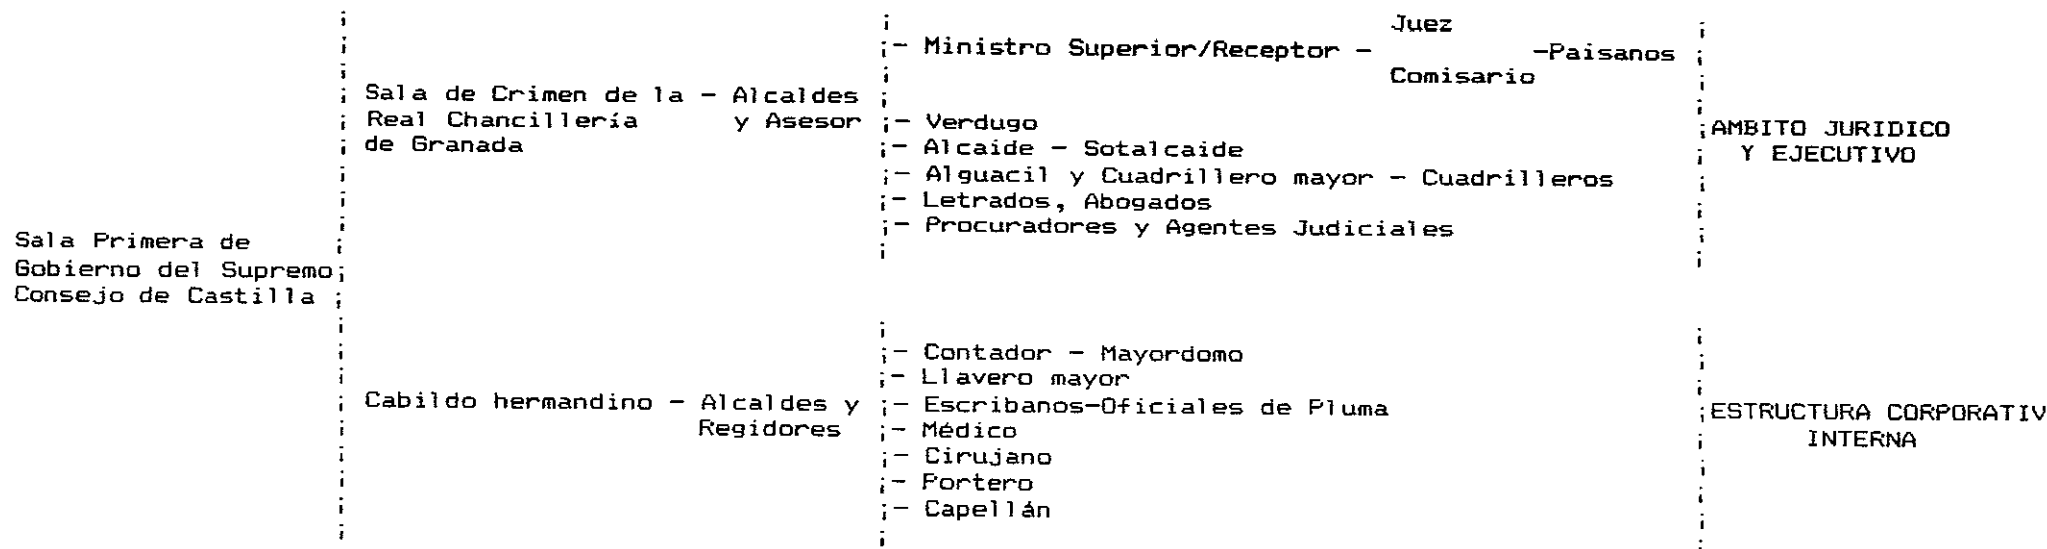 Juez
- Ministro Superior/Receptor - -Paisanos
Comisario
Sala de Crimen de la - Alcaldes
Real Chancillería y Asesor
de Granada
- Verdugo
- Alcaide - Sotalcaide
- Alguacil y Cuadrillero mayor - Cuadrilleros
- Letrados, Abogados
- Procuradores y Agentes Judiciales
AMBITO JURIDICO
Y EJECUTIVO
Sala Primera de
Gobierno del Supremo
Consejo de Castilla
Cabildo hermandino - Alcaldes y
Regidores
- Contador - Mayordomo
- Llavero mayor
- Escribanos-Oficiales de Pluma
- Médico
- Cirujano
- Portero
- Capellán
ESTRUCTURA CORPORATIV
INTERNA